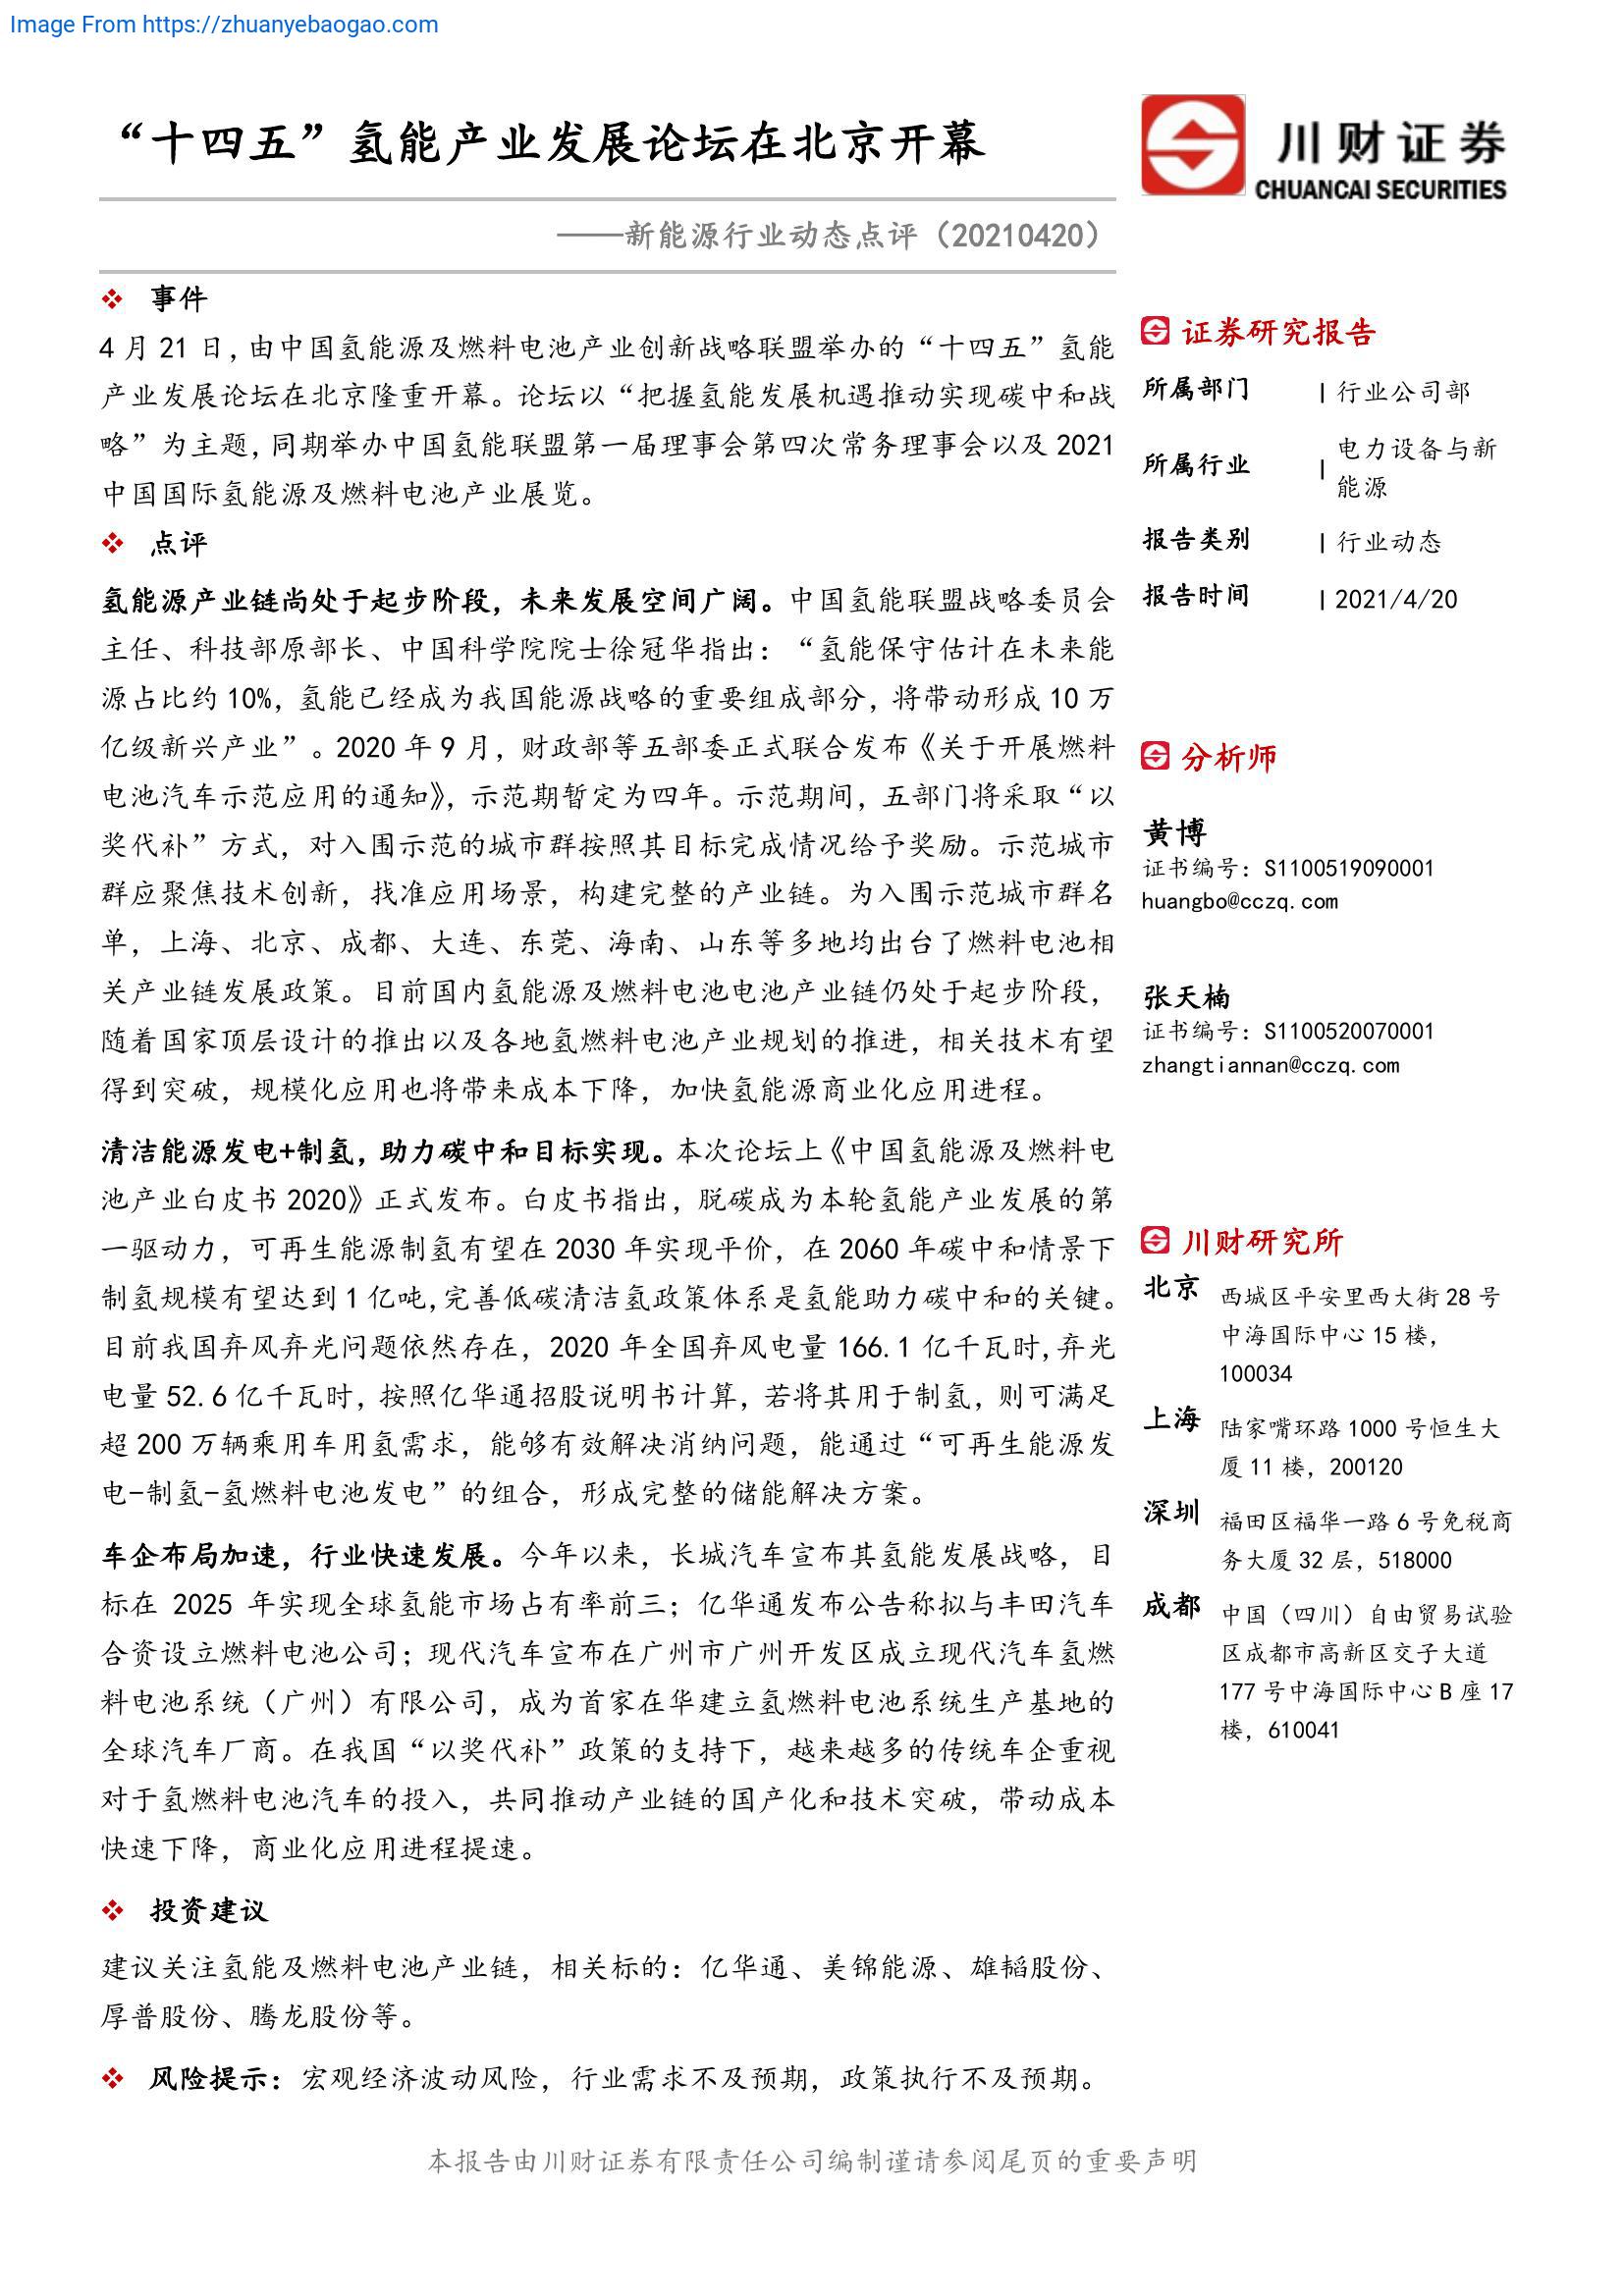 Image From https://zhuanyebaogao.com
“十四五”氢能产业发展论坛在北京开幕
川财证券
CHUANCAI SECURITIES
——新能源行业动态点评（20210420）
❖ 事件
4 月 21 日，由中国氢能源及燃料电池产业创新战略联盟举办的“十四五”氢能
产业发展论坛在北京隆重开幕。论坛以“把握氢能发展机遇推动实现碳中和战
略”为主题，同期举办中国氢能联盟第一届理事会第四次常务理事会以及 2021
中国国际氢能源及燃料电池产业展览。
❖ 点评
氢能源产业链尚处于起步阶段，未来发展空间广阔。中国氢能联盟战略委员会
主任、科技部原部长、中国科学院院士徐冠华指出：“氢能保守估计在未来能
源占比约 10%，氢能已经成为我国能源战略的重要组成部分，将带动形成 10 万
亿级新兴产业”。2020 年 9 月，财政部等五部委正式联合发布《关于开展燃料
电池汽车示范应用的通知》，示范期暂定为四年。示范期间，五部门将采取“以
奖代补”方式，对入围示范的城市群按照其目标完成情况给予奖励。示范城市
群应聚焦技术创新，找准应用场景，构建完整的产业链。为入围示范城市群名
单，上海、北京、成都、大连、东莞、海南、山东等多地均出台了燃料电池相
关产业链发展政策。目前国内氢能源及燃料电池电池产业链仍处于起步阶段，
随着国家顶层设计的推出以及各地氢燃料电池产业规划的推进，相关技术有望
得到突破，规模化应用也将带来成本下降，加快氢能源商业化应用进程。
清洁能源发电+制氢，助力碳中和目标实现。本次论坛上《中国氢能源及燃料电
池产业白皮书 2020》正式发布。白皮书指出，脱碳成为本轮氢能产业发展的第
一驱动力，可再生能源制氢有望在 2030 年实现平价，在 2060 年碳中和情景下
制氢规模有望达到 1 亿吨,完善低碳清洁氢政策体系是氢能助力碳中和的关键。
目前我国弃风弃光问题依然存在，2020 年全国弃风电量 166.1 亿千瓦时,弃光
电量 52.6 亿千瓦时，按照亿华通招股说明书计算，若将其用于制氢，则可满足
超 200 万辆乘用车用氢需求，能够有效解决消纳问题，能通过“可再生能源发
电-制氢-氢燃料电池发电”的组合，形成完整的储能解决方案。
车企布局加速，行业快速发展。今年以来，长城汽车宣布其氢能发展战略，目
标在 2025 年实现全球氢能市场占有率前三；亿华通发布公告称拟与丰田汽车
合资设立燃料电池公司；现代汽车宣布在广州市广州开发区成立现代汽车氢燃
料电池系统（广州）有限公司，成为首家在华建立氢燃料电池系统生产基地的
全球汽车厂商。在我国“以奖代补”政策的支持下，越来越多的传统车企重视
对于氢燃料电池汽车的投入，共同推动产业链的国产化和技术突破，带动成本
快速下降，商业化应用进程提速。
❖ 投资建议
建议关注氢能及燃料电池产业链，相关标的：亿华通、美锦能源、雄韬股份、
厚普股份、腾龙股份等。
❖ 风险提示：宏观经济波动风险，行业需求不及预期，政策执行不及预期。
证券研究报告
所属部门 | 行业公司部
所属行业 | 电力设备与新
能源
报告类别 | 行业动态
报告时间 | 2021/4/20
分析师
黄博
证书编号：S1100519090001
huangbo@cczq.com
张天楠
证书编号：S1100520070001
zhangtiannan@cczq.com
川财研究所
北京 西城区平安里西大街 28 号
中海国际中心 15 楼，
100034
上海 陆家嘴环路 1000 号恒生大
厦 11 楼，200120
深圳 福田区福华一路 6 号免税商
务大厦 32 层，518000
成都 中国（四川）自由贸易试验
区成都市高新区交子大道
177 号中海国际中心 B 座 17
楼，610041
本报告由川财证券有限责任公司编制谨请参阅尾页的重要声明